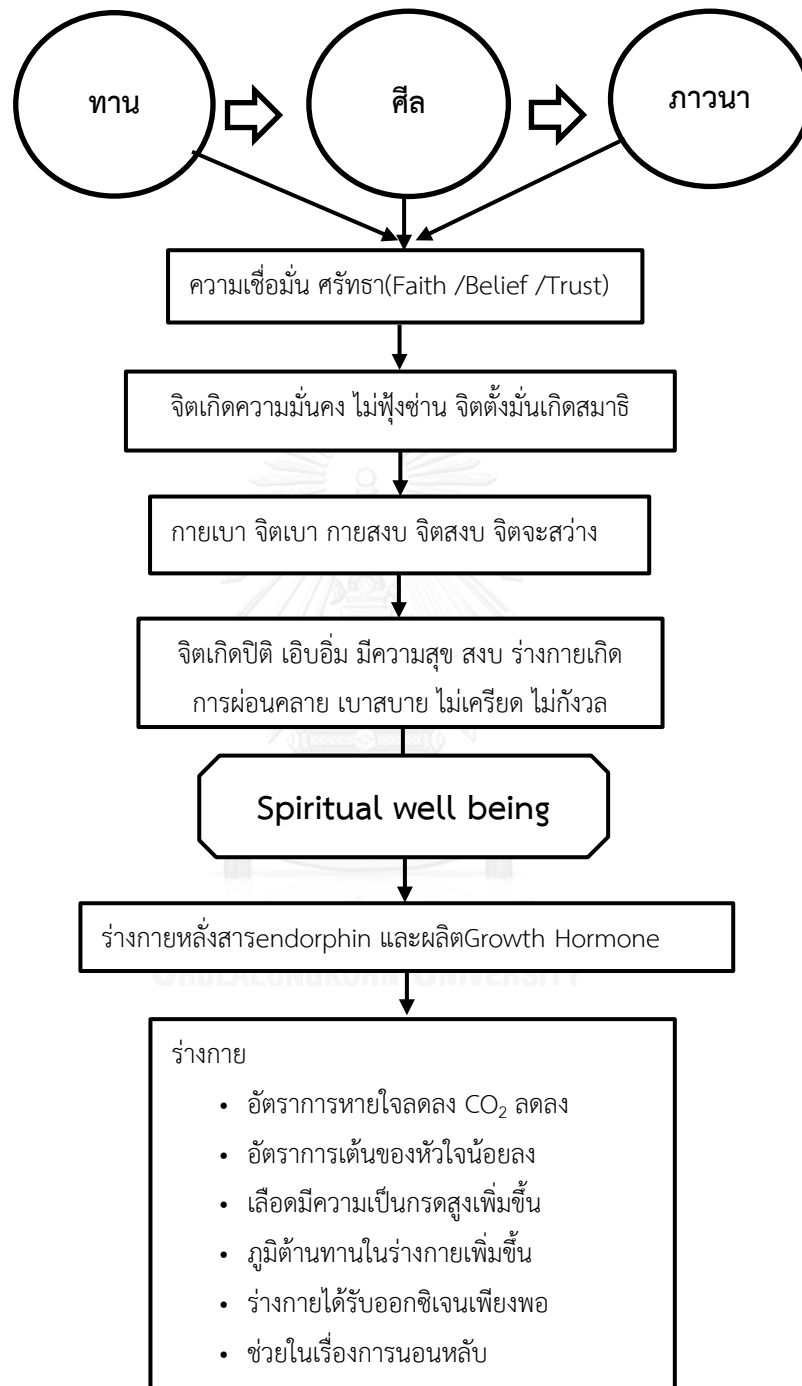 ทาน
ศีล
ภาวนา
ความเชื่อมั่น ศรัทธา(Faith /Belief /Trust)
จิตเกิดความมั่นคง ไม่ฟุ้งซ่าน จิตตั้งมั่นเกิดสมาธิ
กายเบา จิตเบา กายสงบ จิตสงบ จิตจะสว่าง
จิตเกิดปิติ เอิบอิ่ม มีความสุข สงบ ร่างกายเกิด
การผ่อนคลาย เบาสบาย ไม่เครียด ไม่กังวล
Spiritual well being
ร่างกายหลั่งสารendorphin และผลิตGrowth Hormone
CHULALONGKORN UNIVERSITY
ร่างกาย
• อัตราการหายใจลดลง CO₂ ลดลง
• อัตราการเต้นของหัวใจน้อยลง
• เลือดมีความเป็นกรดสูงเพิ่มขึ้น
• ภูมิต้านทานในร่างกายเพิ่มขึ้น
• ร่างกายได้รับออกซิเจนเพียงพอ
• ช่วยในเรื่องการนอนหลับ